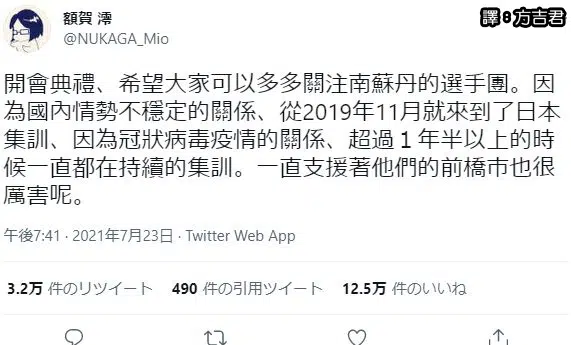 額賀 澪
@NUKAGA_Mio
譯8方吉君
開會典禮、希望大家可以多多關注南蘇丹的選手團。因
為國內情勢不穩定的關係、從2019年11月就來到了日本
集訓、因為冠狀病毒疫情的關係、超過１年半以上的時
候一直都在持續的集訓。一直支援著他們的前橋市也很
厲害呢。
午後7:41 · 2021年7月23日 · Twitter Web App
3.2万 件のリツイート 490 件の引用ツイート 12.5万 件のいいね